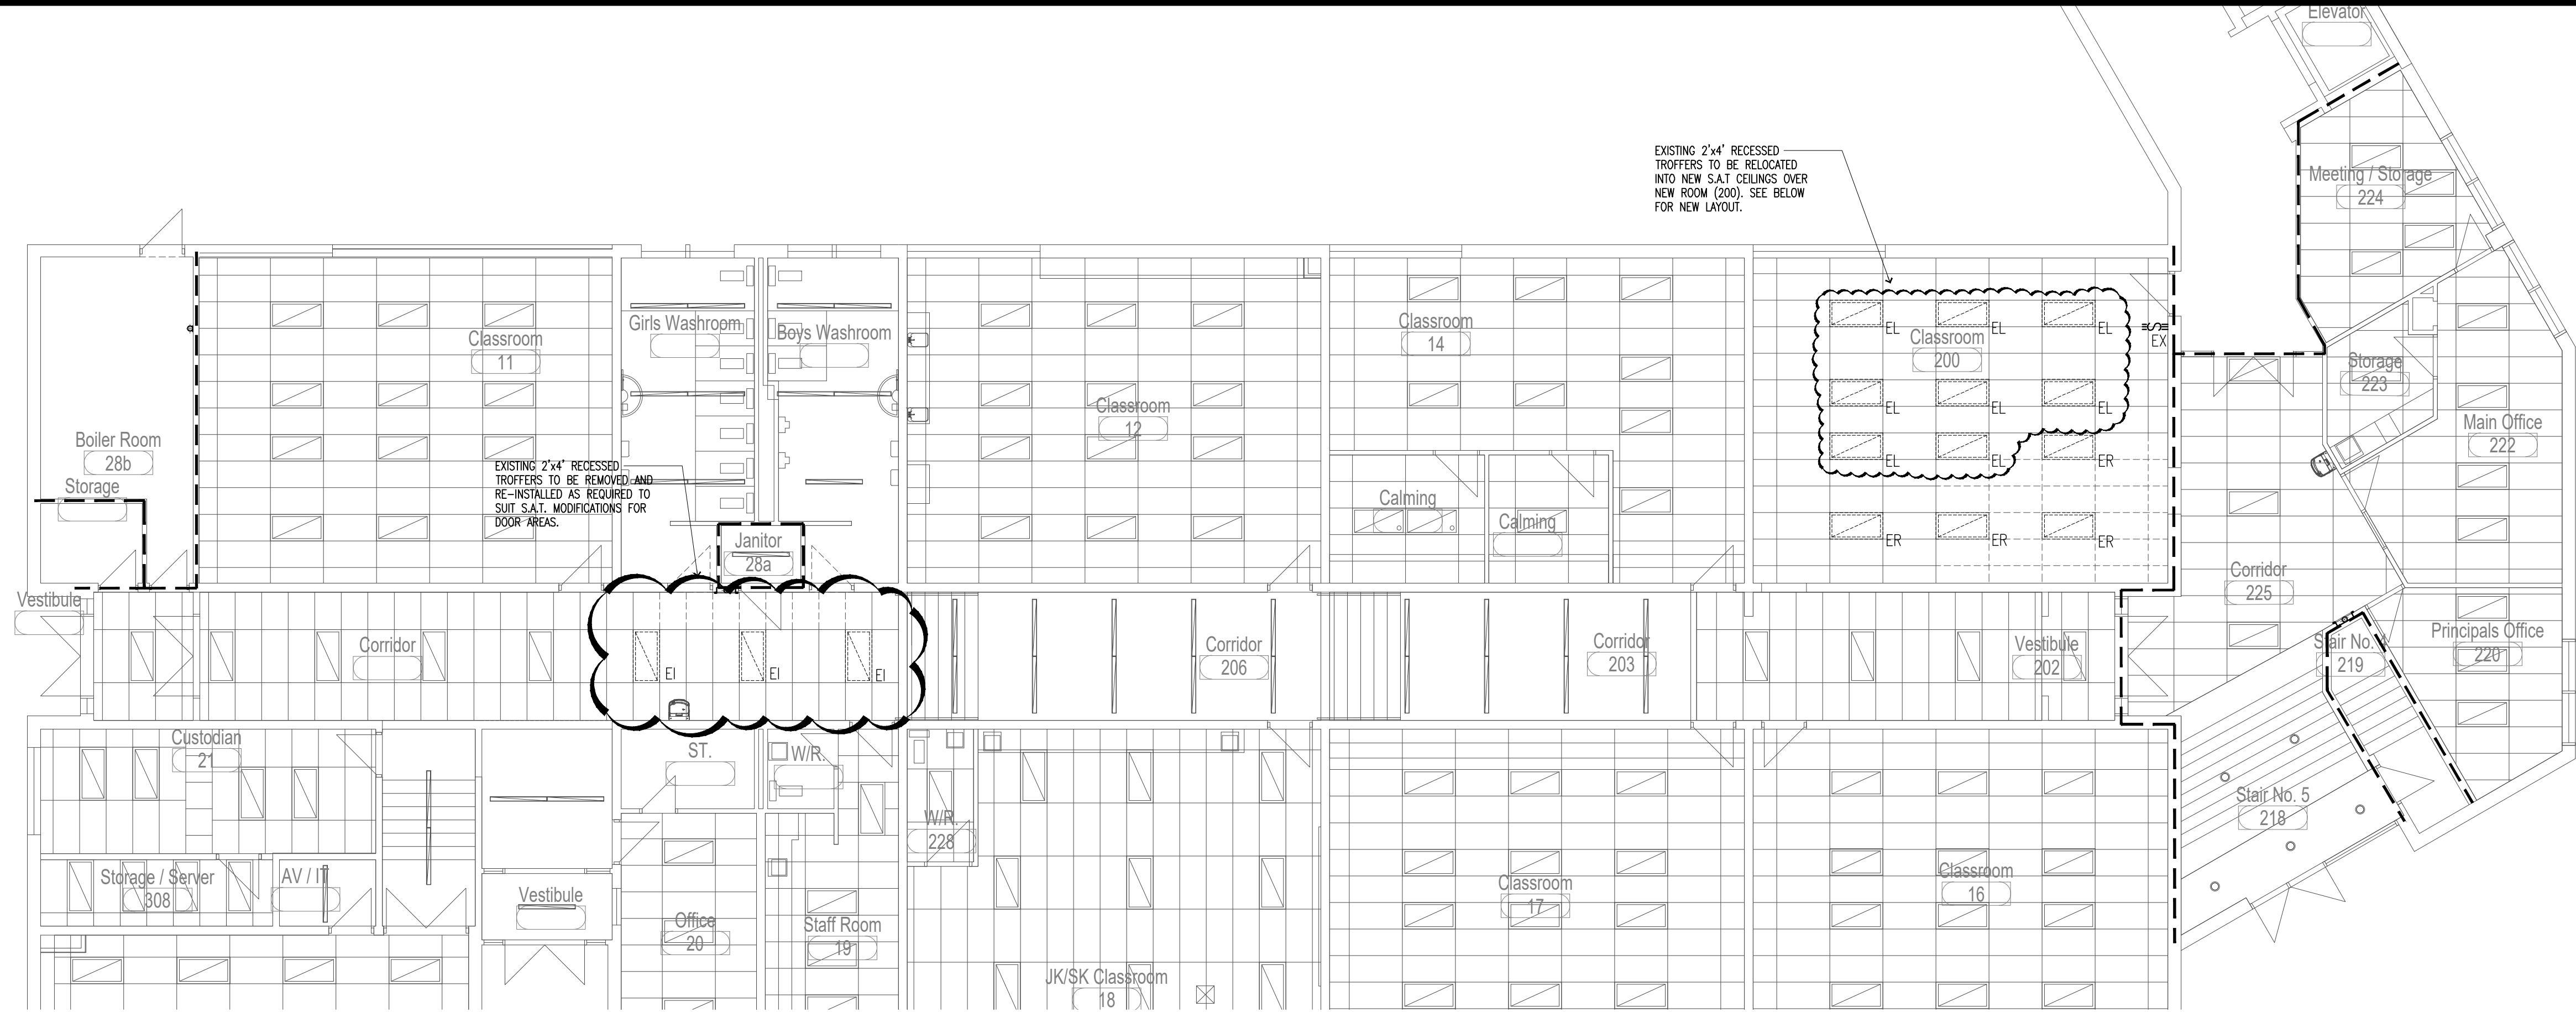 Elevator
EXISTING 2'x4' RECESSED
TROFFERS TO BE RELOCATED
INTO NEW S.A.T CEILINGS OVER
NEW ROOM (200). SEE BELOW
FOR NEW LAYOUT.
Meeting / Storage
224
Classroom
11
Girls Washroom
Boys Washroom
Classroom
14
Classroom
200
EL
EL
EL
S
EX
Storage
223
Classroom
12
EL
EL
EL
Main Office
222
Boiler Room
28b
Storage
EXISTING 2'x4' RECESSED
TROFFERS TO BE REMOVED AND
RE-INSTALLED AS REQUIRED TO
SUIT S.A.T. MODIFICATIONS FOR
DOOR AREAS.
EL
EL
ER
Calming
Calming
Janitor
28a
ER
ER
ER
Corridor
225
Vestibule
Corridor
EI
EI
EI
Corridor
206
Corridor
203
Vestibule
202
Stair No. 4
219
Principals Office
220
Custodian
21
ST.
W/R.
W/R.
228
Stair No. 5
218
Storage / Server
308
AV / IT
Vestibule
Office
20
Staff Room
19
JK/SK Classroom
18
Classroom
17
Classroom
16